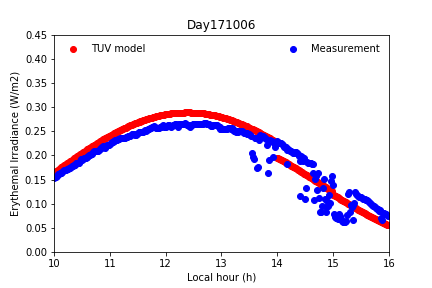 Day171006
TUV model
Measurement
Erythemal Irradiance (W/m2)
0.45
0.40
0.35
0.30
0.25
0.20
0.15
0.10
0.05
0.00
10 11 12 13 14 15 16
Local hour (h)